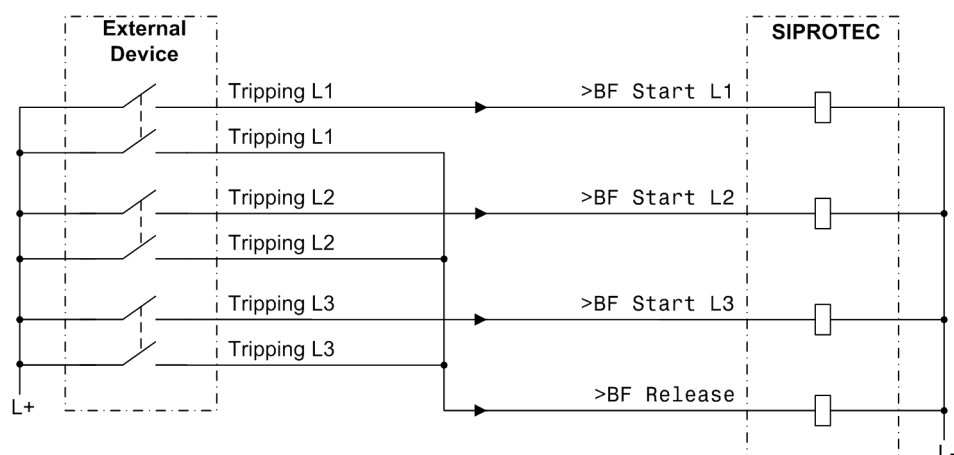 External
Device
SIPROTEC
Tripping L1
>BF Start L1
Tripping L1
Tripping L2
>BF Start L2
Tripping L2
Tripping L3
>BF Start L3
Tripping L3
>BF Release
L+
L-